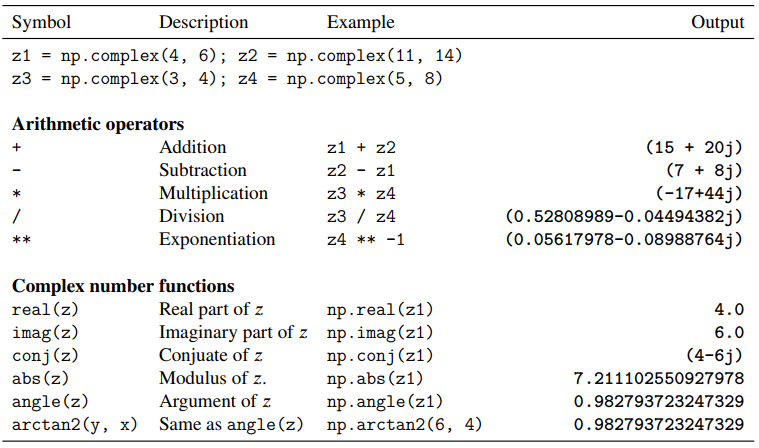 Symbol Description Example Output
z1 = np.complex(4, 6); z2 = np.complex(11, 14)
z3 = np.complex(3, 4); z4 = np.complex(5, 8)
Arithmetic operators
+ Addition z1 + z2 (15 + 20j)
- Subtraction z2 - z1 (7 + 8j)
* Multiplication z3 * z4 (-17+44j)
/ Division z3 / z4 (0.52808989-0.04494382j)
** Exponentiation z4 ** -1 (0.05617978-0.08988764j)
Complex number functions
real(z) Real part of z np.real(z1) 4.0
imag(z) Imaginary part of z np.imag(z1) 6.0
conj(z) Conjuate of z np.conj(z1) (4-6j)
abs(z) Modulus of z. np.abs(z1) 7.211102550927978
angle(z) Argument of z np.angle(z1) 0.982793723247329
arctan2(y, x) Same as angle(z) np.arctan2(6, 4) 0.982793723247329